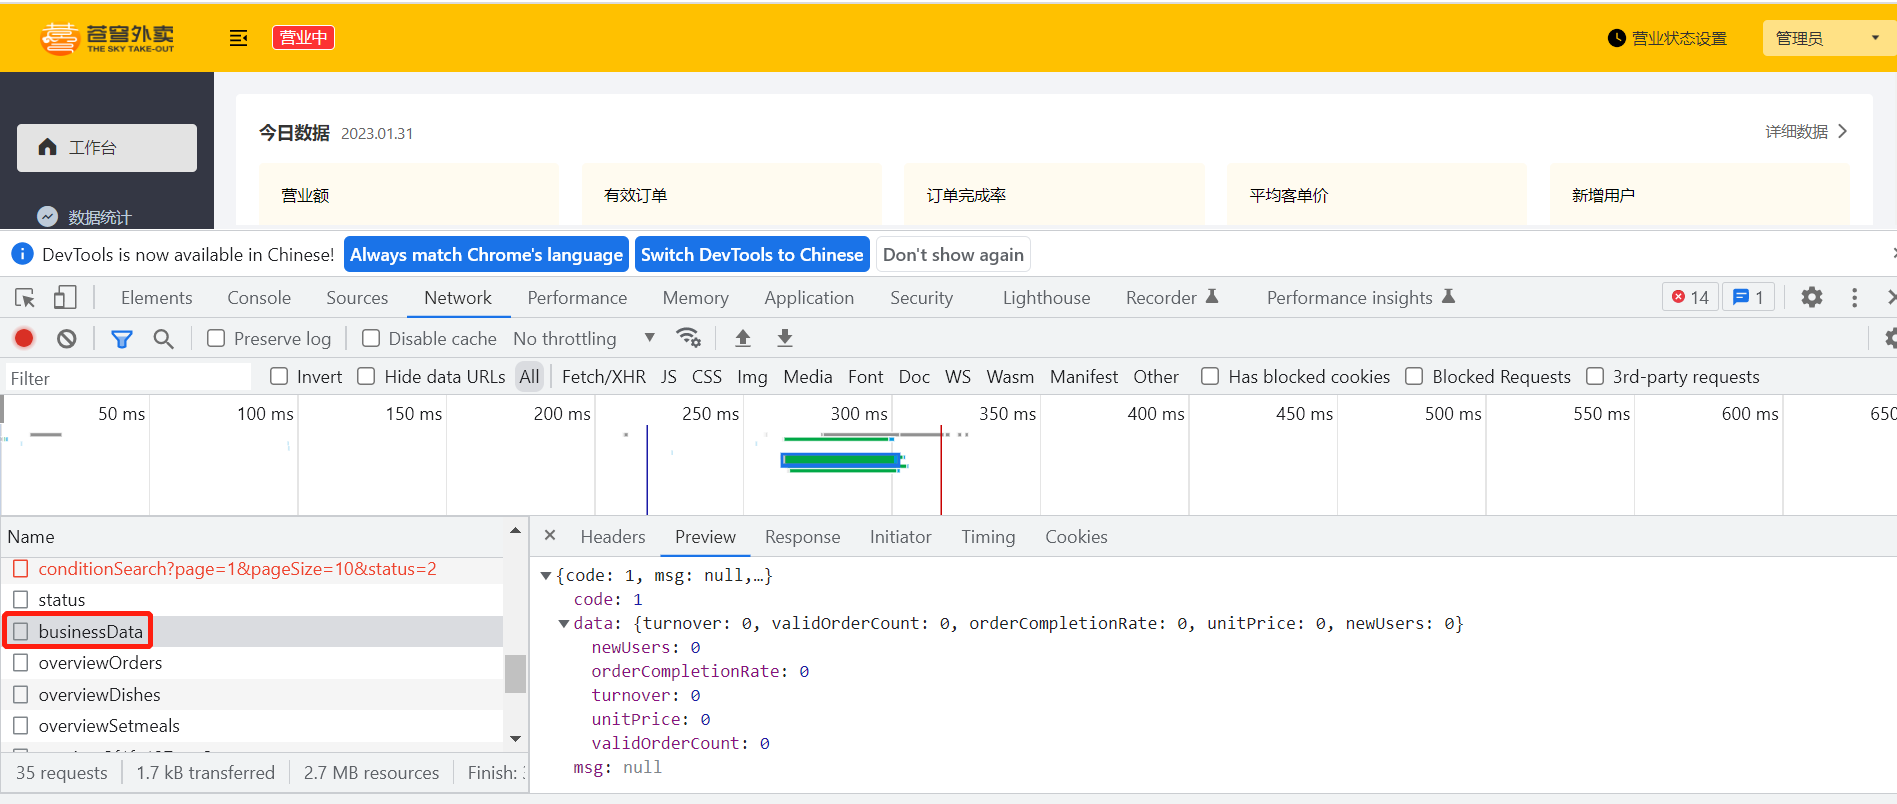 苍穹外卖
THE SKY TAKE-OUT
营业中
营业状态设置
管理员
工作台
数据统计
今日数据 2023.01.31
详细数据
营业额 有效订单 订单完成率 平均客单价 新增用户
DevTools is now available in Chinese! Always match Chrome's language Switch DevTools to Chinese Don't show again
Elements Console Sources Network Performance Memory Application Security Lighthouse Recorder Performance insights 14 1
Preserve log Disable cache No throttling
Filter Invert Hide data URLs All Fetch/XHR JS CSS Img Media Font Doc WS Wasm Manifest Other Has blocked cookies Blocked Requests 3rd-party requests
50 ms 100 ms 150 ms 200 ms 250 ms 300 ms 350 ms 400 ms 450 ms 500 ms 550 ms 600 ms 650
Name
conditionSearch?page=1&pageSize=10&status=2
status
businessData
overviewOrders
overviewDishes
overviewSetmeals
35 requests 1.7 kB transferred 2.7 MB resources Finish:
Headers Preview Response Initiator Timing Cookies
{code: 1, msg: null,…}
code: 1
data: {turnover: 0, validOrderCount: 0, orderCompletionRate: 0, unitPrice: 0, newUsers: 0}
newUsers: 0
orderCompletionRate: 0
turnover: 0
unitPrice: 0
validOrderCount: 0
msg: null